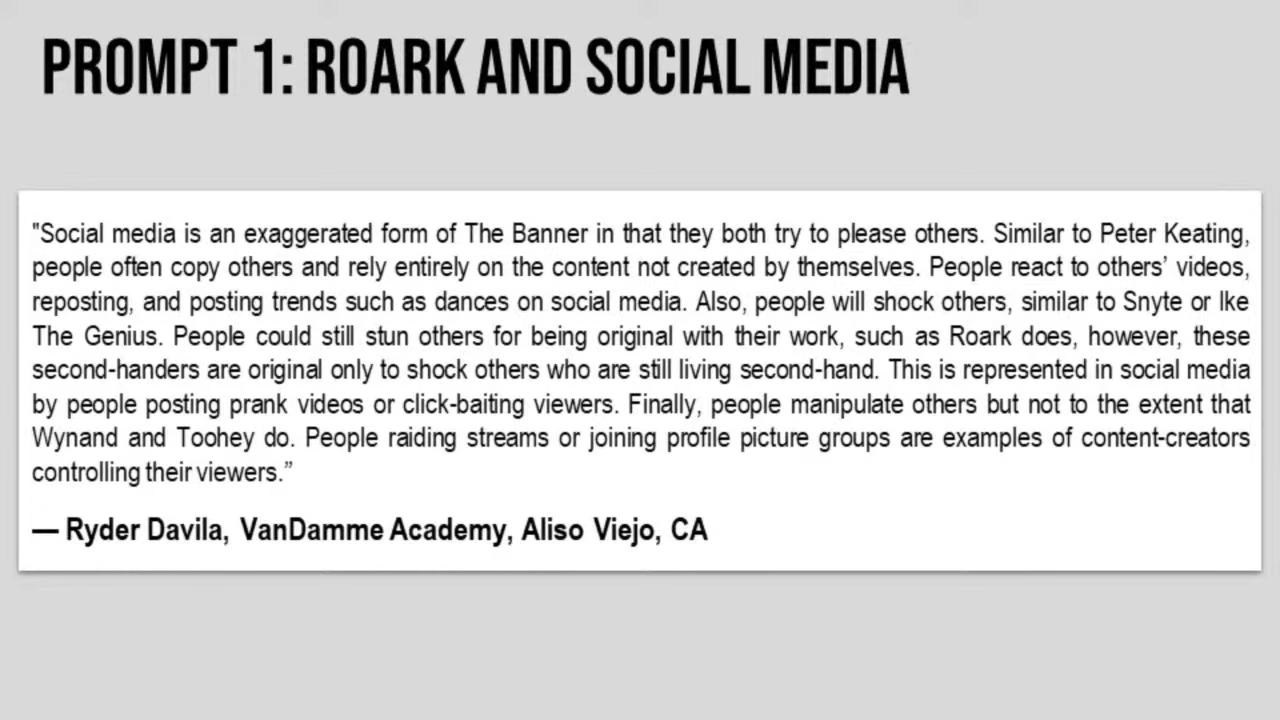 PROMPT 1: ROARK AND SOCIAL MEDIA
"Social media is an exaggerated form of The Banner in that they both try to please others. Similar to Peter Keating,
people often copy others and rely entirely on the content not created by themselves. People react to others’ videos,
reposting, and posting trends such as dances on social media. Also, people will shock others, similar to Snyte or Ike
The Genius. People could still stun others for being original with their work, such as Roark does, however, these
second-handers are original only to shock others who are still living second-hand. This is represented in social media
by people posting prank videos or click-baiting viewers. Finally, people manipulate others but not to the extent that
Wynand and Toohey do. People raiding streams or joining profile picture groups are examples of content-creators
controlling their viewers.”
— Ryder Davila, VanDamme Academy, Aliso Viejo, CA